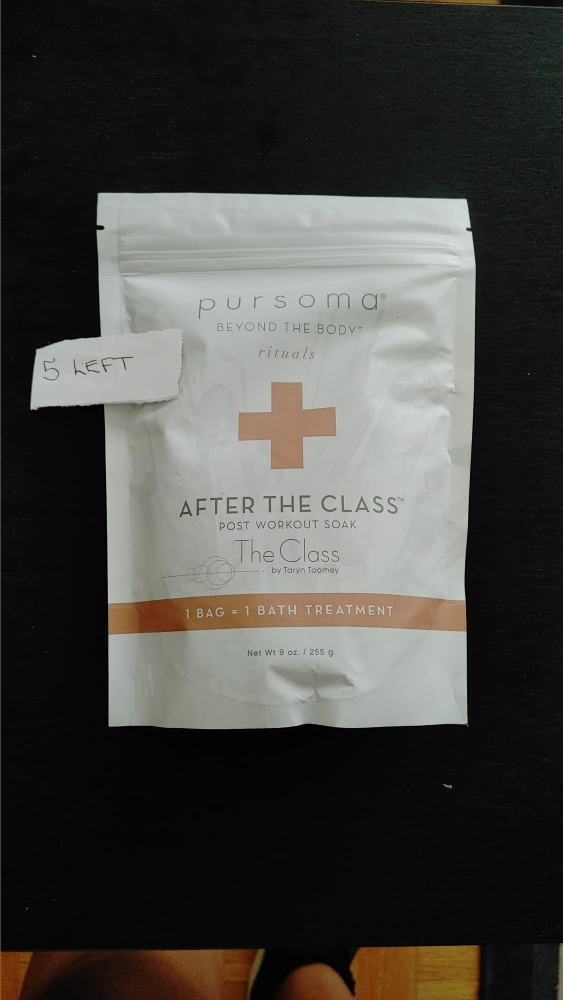 pursoma®
BEYOND THE BODY™
rituals
5 LEFT
AFTER THE CLASS™
POST WORKOUT SOAK
The Class
by Taryn Toomey
1 BAG = 1 BATH TREATMENT
Net Wt 9 oz. / 255 g